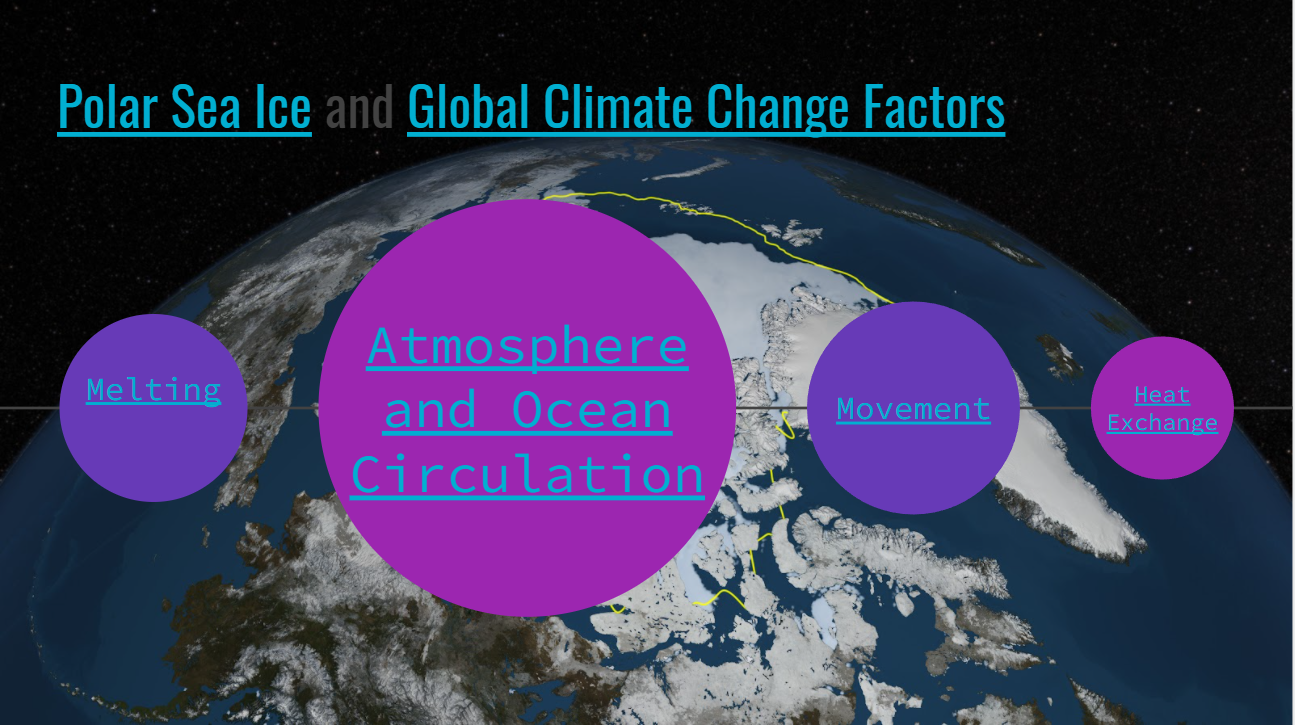 Polar Sea Ice and Global Climate Change Factors
Melting
Atmosphere
and Ocean
Circulation
Movement
Heat
Exchange